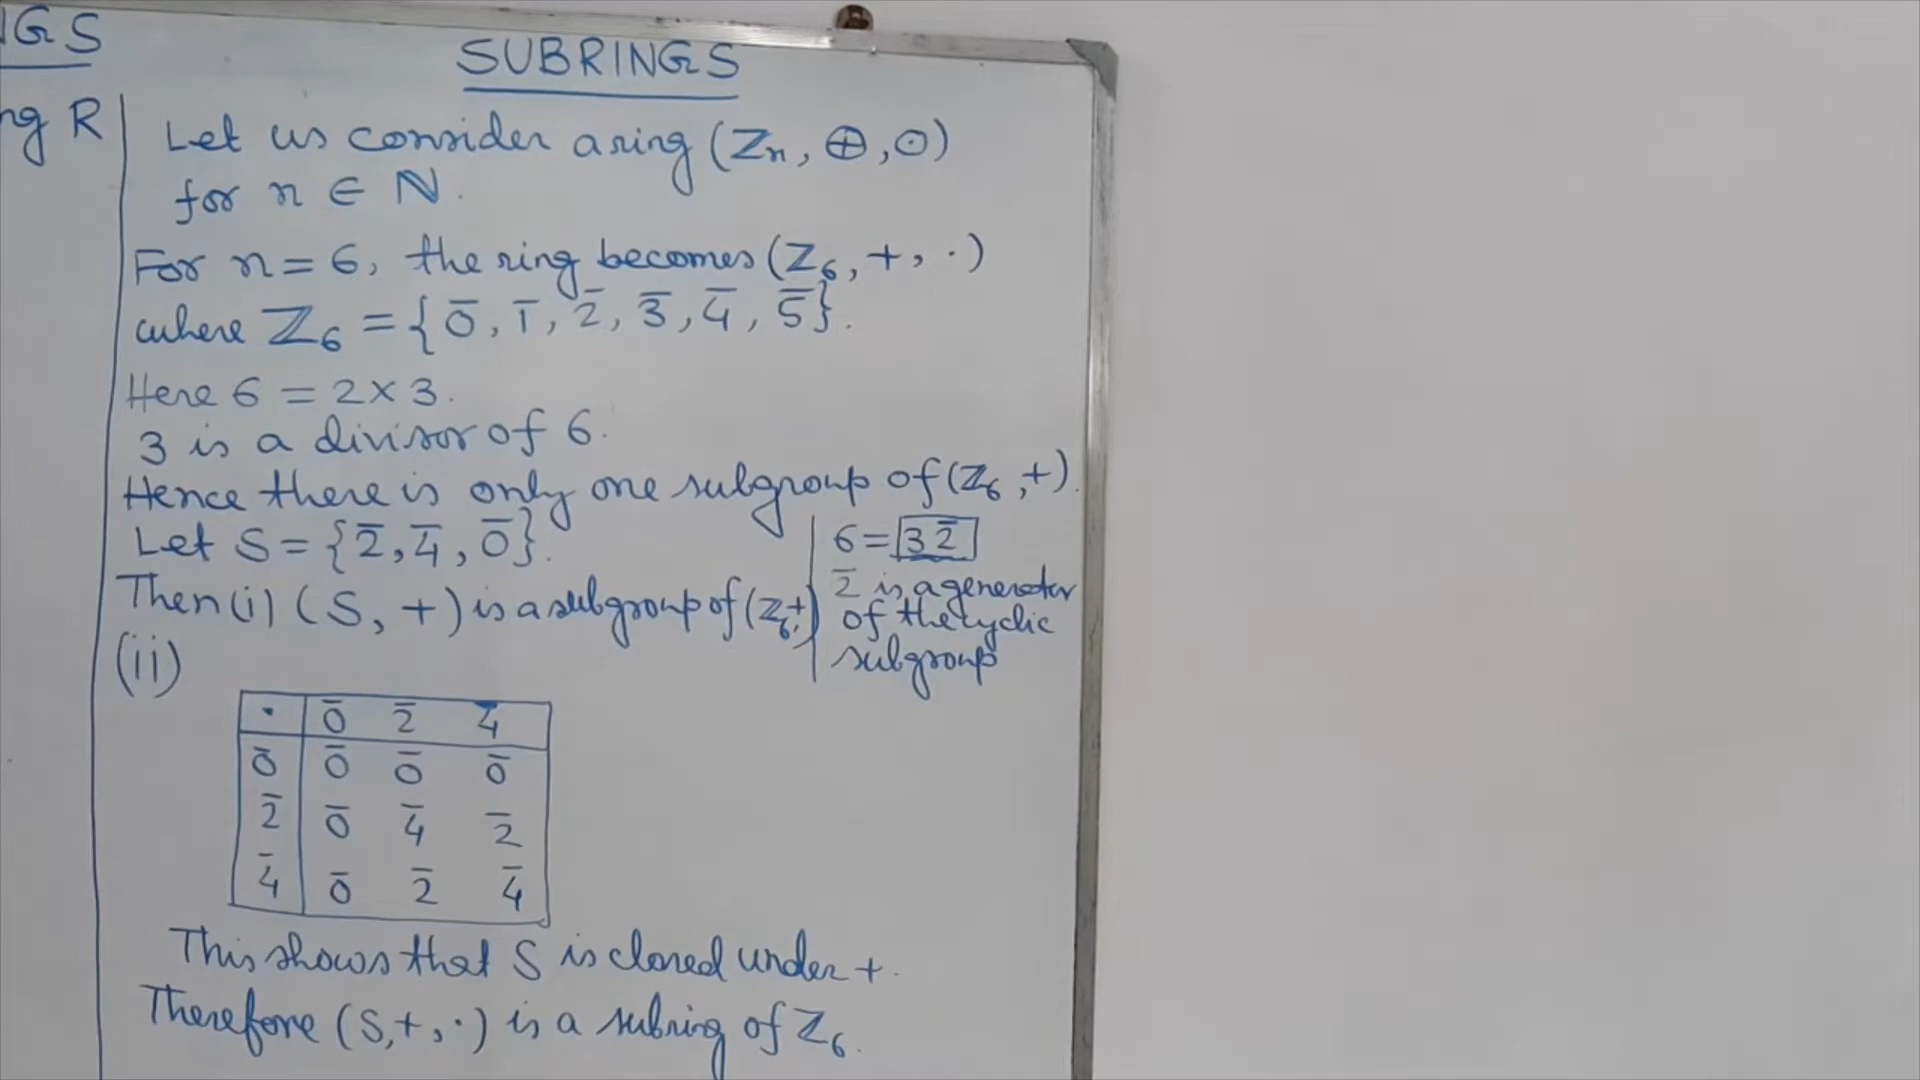 NGS
ng R
SUBRINGS
Let us consider a ring (Zn, ⊕, ⊙)
for n ∈ ℕ.
For n = 6, the ring becomes (Z₆, +, ·)
where Z₆ = {0̅, 1̅, 2̅, 3̅, 4̅, 5̅}.
Here 6 = 2 × 3.
3 is a divisor of 6.
Hence there is only one subgroup of (Z₆, +).
Let S = {2̅, 4̅, 0̅}.
Then (i) (S, +) is a subgroup of (Z₆, +)
6 = 3 2̅
2̅ is a generator
of the cyclic
subgroup
(ii)
· 0̅ 2̅ 4̅
0̅ 0̅ 0̅ 0̅
2̅ 0̅ 4̅ 2̅
4̅ 0̅ 2̅ 4̅
This shows that S is closed under +.
Therefore (S, +, ·) is a subring of Z₆.